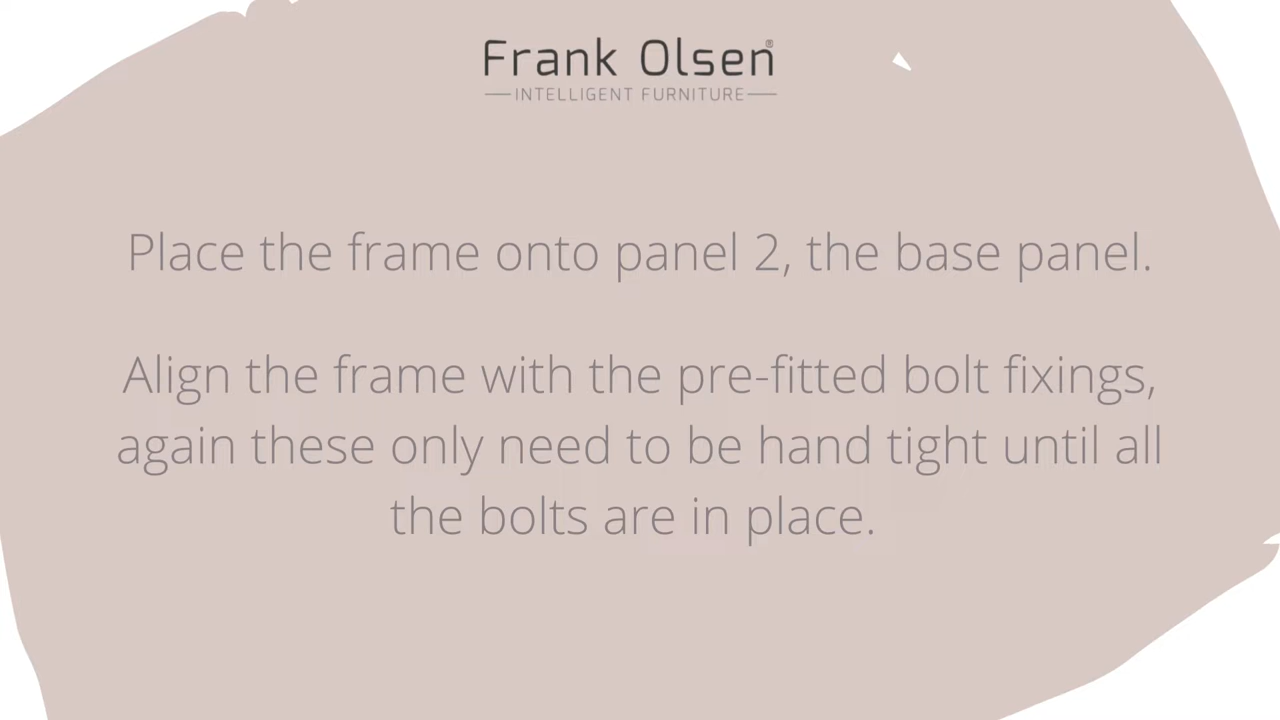 Frank Olsen®
INTELLIGENT FURNITURE
Place the frame onto panel 2, the base panel.
Align the frame with the pre-fitted bolt fixings,
again these only need to be hand tight until all
the bolts are in place.